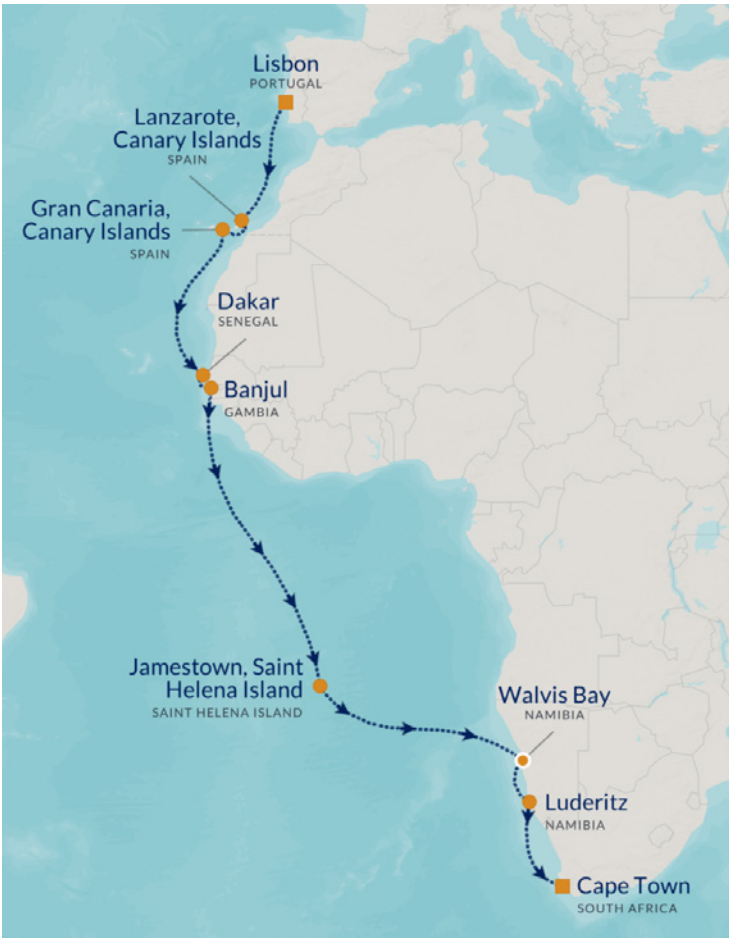 Lisbon
PORTUGAL
Lanzarote,
Canary Islands
SPAIN
Gran Canaria,
Canary Islands
SPAIN
Dakar
SENEGAL
Banjul
GAMBIA
Jamestown, Saint
Helena Island
SAINT HELENA ISLAND
Walvis Bay
NAMIBIA
Luderitz
NAMIBIA
Cape Town
SOUTH AFRICA